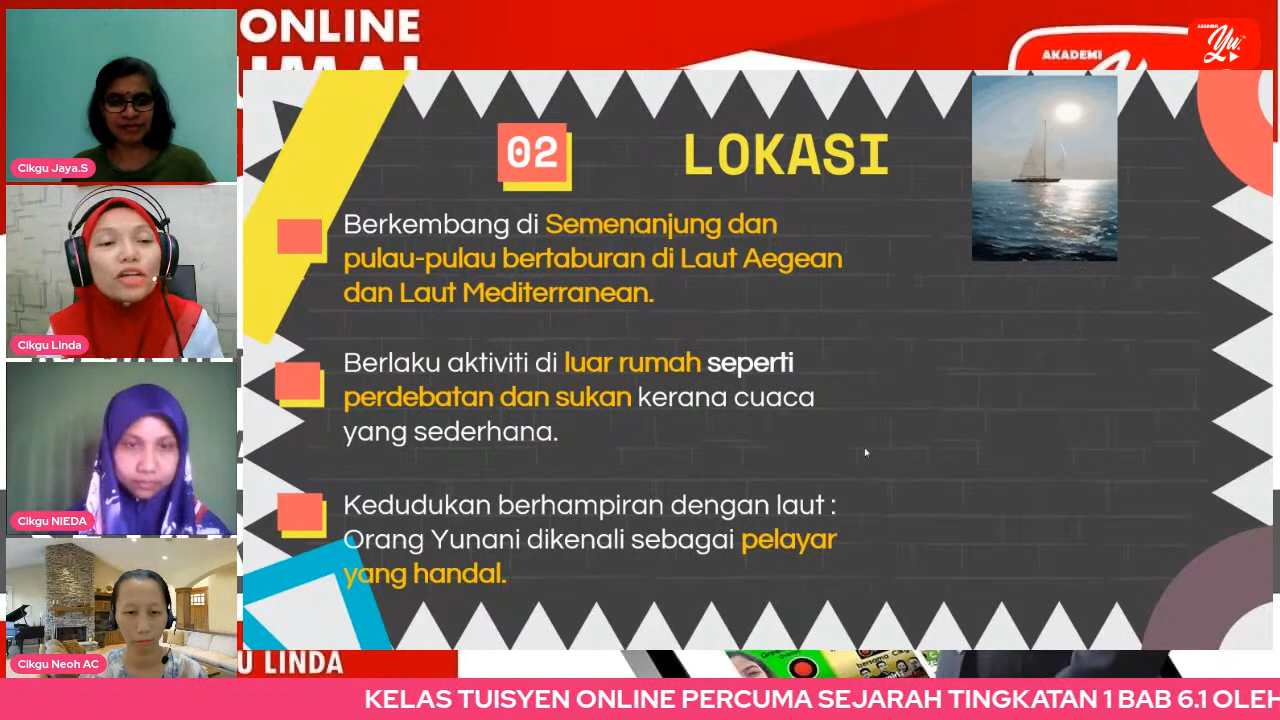 ONLINE
AKADEMI
AKADEMI
Yu.
02
LOKASI
Berkembang di Semenanjung dan
pulau-pulau bertaburan di Laut Aegean
dan Laut Mediterranean.
Berlaku aktiviti di luar rumah seperti
perdebatan dan sukan kerana cuaca
yang sederhana.
Kedudukan berhampiran dengan laut :
Orang Yunani dikenali sebagai pelayar
yang handal.
Cikgu Jaya.S
Cikgu Linda
Cikgu NIEDA
Cikgu Neoh AC
U LINDA
KELAS TUISYEN ONLINE PERCUMA SEJARAH TINGKATAN 1 BAB 6.1 OLEH